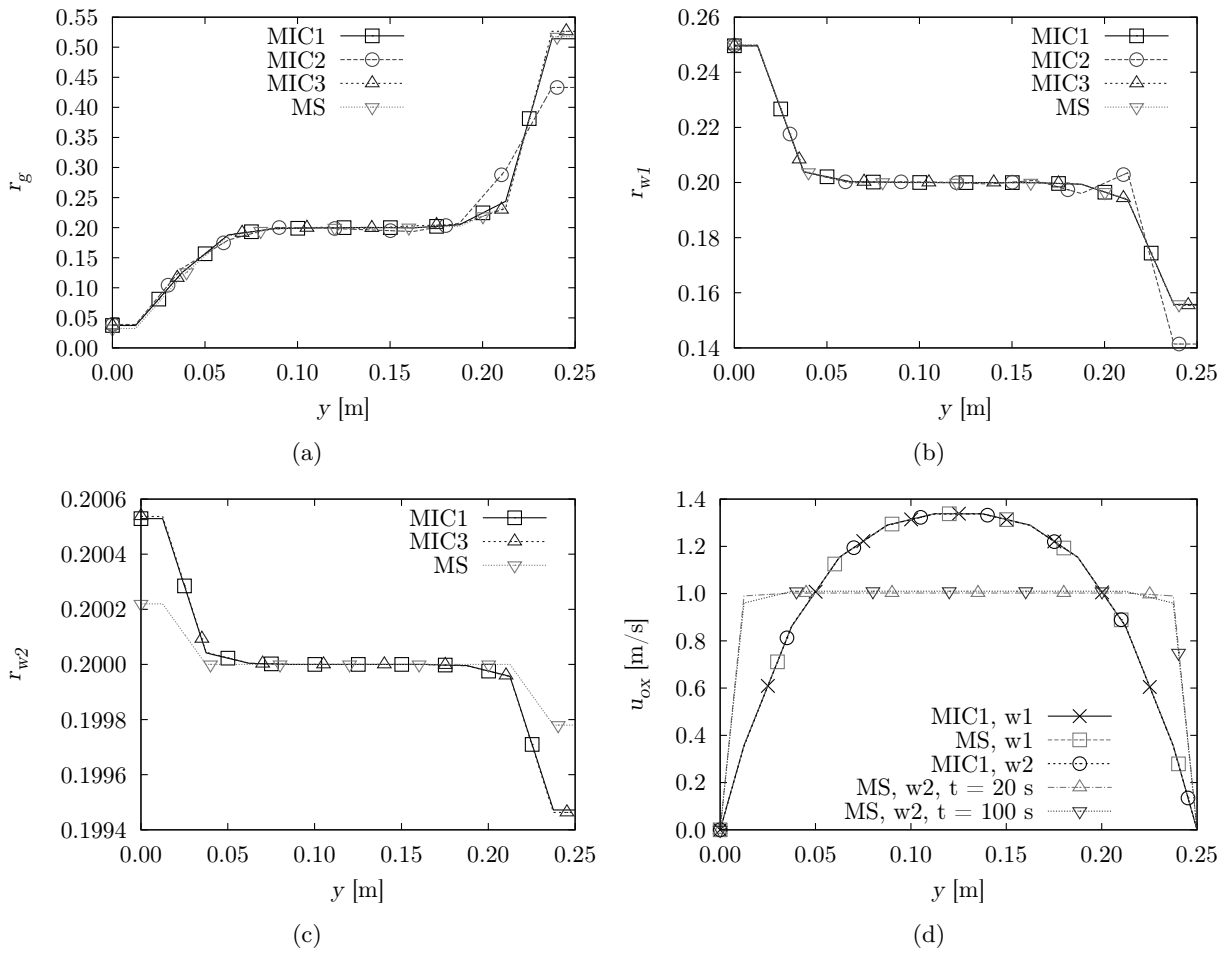 0.55
0.50
0.45
0.40
0.35
0.30
0.25
0.20
0.15
0.10
0.05
0.00
r_g
MIC1
MIC2
MIC3
MS
0.00 0.05 0.10 0.15 0.20 0.25
y [m]
(a)
0.26
0.24
0.22
0.20
0.18
0.16
0.14
r_{w1}
MIC1
MIC2
MIC3
MS
0.00 0.05 0.10 0.15 0.20 0.25
y [m]
(b)
0.2006
0.2004
0.2002
0.2000
0.1998
0.1996
0.1994
r_{w2}
MIC1
MIC3
MS
0.00 0.05 0.10 0.15 0.20 0.25
y [m]
(c)
1.4
1.2
1.0
0.8
0.6
0.4
0.2
0.0
u_{ox} [m/s]
MIC1, w1
MS, w1
MIC1, w2
MS, w2, t = 20 s
MS, w2, t = 100 s
0.00 0.05 0.10 0.15 0.20 0.25
y [m]
(d)